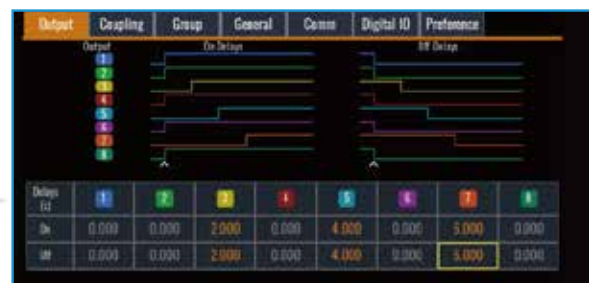 Output Coupling Group General Comm Digital IO Preference
Output On Delays Off Delays
1
2
3
4
5
6
7
8
Delays (s) 1 2 3 4 5 6 7 8
On 0.000 0.000 2.000 0.000 4.000 0.000 5.000 0.000
Off 0.000 0.000 2.000 0.000 4.000 0.000 5.000 0.000